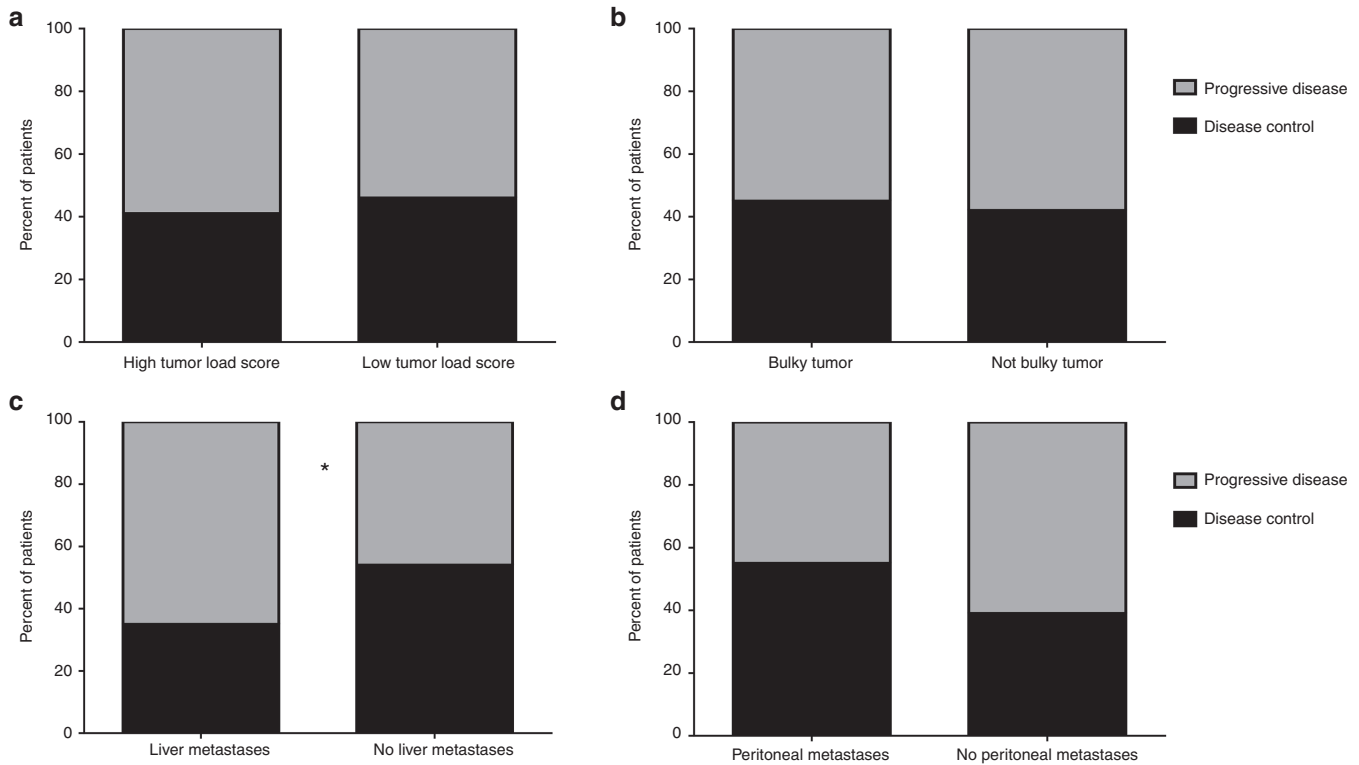 a
100
80
60
40
20
0
Percent of patients
High tumor load score
Low tumor load score
b
100
80
60
40
20
0
Percent of patients
Bulky tumor
Not bulky tumor
Progressive disease
Disease control
c
100
80
60
40
20
0
Percent of patients
*
Liver metastases
No liver metastases
d
100
80
60
40
20
0
Percent of patients
Peritoneal metastases
No peritoneal metastases
Progressive disease
Disease control